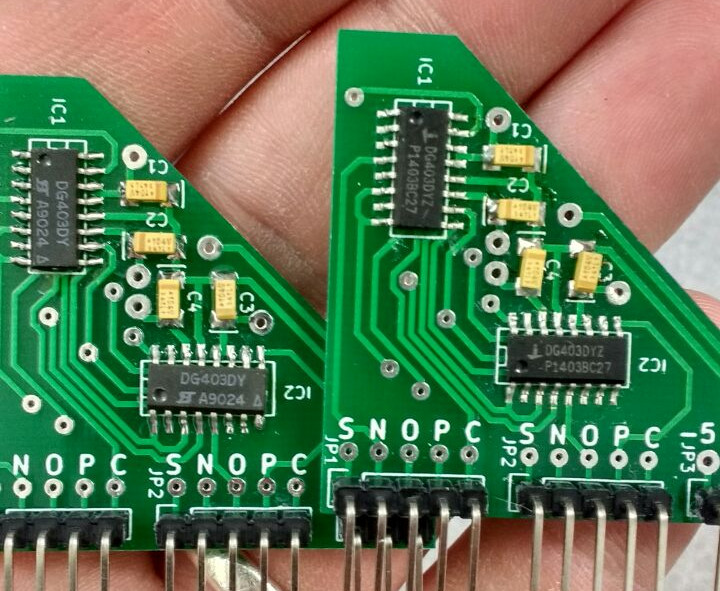 IC1
DG403DY
A9024
C1
C2
C4
C3
DG403DY
A9024
IC2
N O P C
JP2
S N O P C
IC1
DG403DYZ
P1403BC27
C1
C2
C4
C3
DG403DYZ
P1403BC27
IC2
JP1
S N O P C
JP2
S N O P C
JP3
5